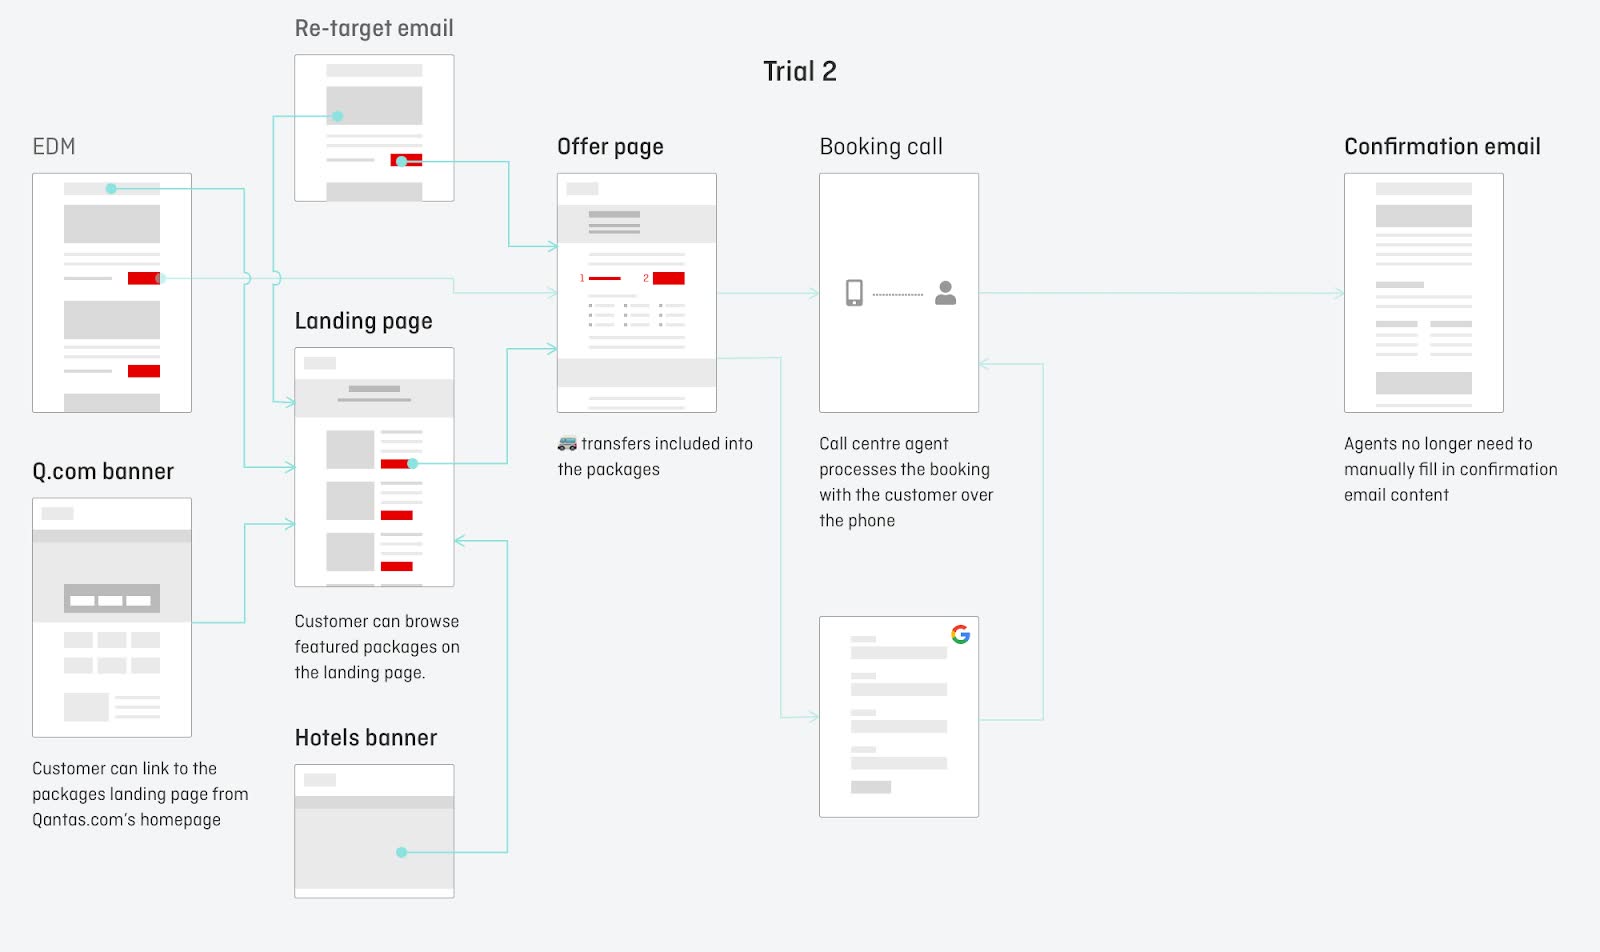 Re-target email
Trial 2
EDM
Offer page
Booking call
Confirmation email
1
2
Landing page
transfers included into
the packages
Call centre agent
processes the booking
with the customer over
the phone
Agents no longer need to
manually fill in confirmation
email content
Q.com banner
Customer can browse
featured packages on
the landing page.
Hotels banner
Customer can link to the
packages landing page from
Qantas.com’s homepage
G